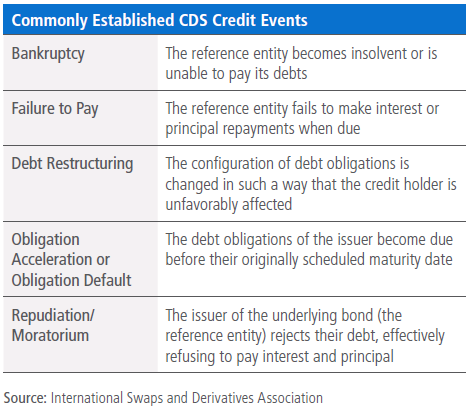 Commonly Established CDS Credit Events
Bankruptcy
The reference entity becomes insolvent or is
unable to pay its debts
Failure to Pay
The reference entity fails to make interest or
principal repayments when due
Debt Restructuring
The configuration of debt obligations is
changed in such a way that the credit holder is
unfavorably affected
Obligation
Acceleration or
Obligation Default
The debt obligations of the issuer become due
before their originally scheduled maturity date
Repudiation/
Moratorium
The issuer of the underlying bond (the
reference entity) rejects their debt, effectively
refusing to pay interest and principal
Source: International Swaps and Derivatives Association